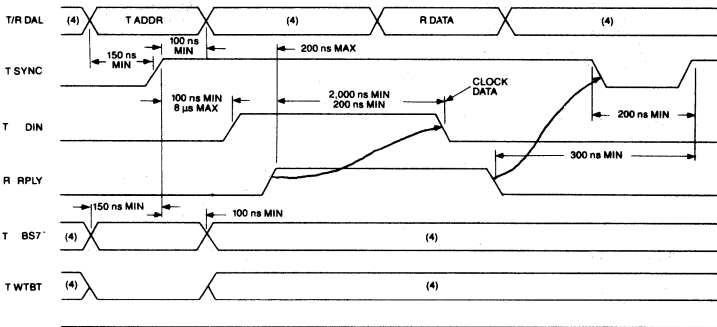 T/R DAL (4) T ADDR (4) R DATA (4)
100 ns
MIN
200 ns MAX
150 ns
MIN
T SYNC
CLOCK
DATA
100 ns MIN
8 µs MAX
2,000 ns MIN
200 ns MIN
200 ns MIN
T DIN
300 ns MIN
R RPLY
150 ns MIN 100 ns MIN
T BS7 (4) (4)
T WTBT (4) (4)